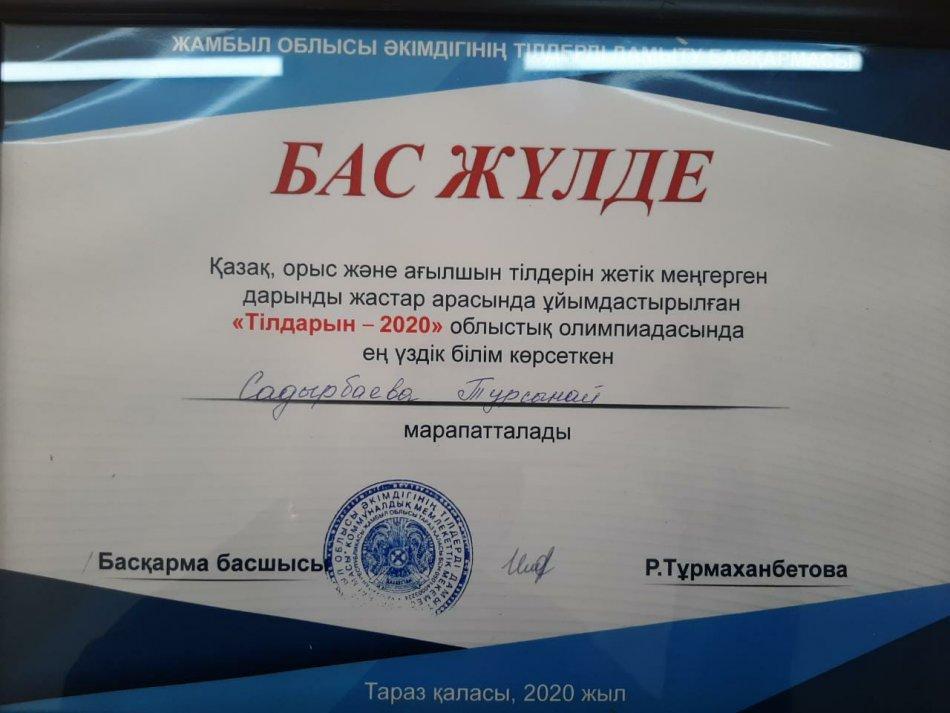 ЖАМБЫЛ ОБЛЫСЫ ӘКІМДІГІНІҢ ТІЛДЕРДІ ДАМЫТУ БАСҚАРМАСЫ
БАС ЖҮЛДЕ
Қазақ, орыс және ағылшын тілдерін жетік меңгерген
дарынды жастар арасында ұйымдастырылған
«Тілдарын – 2020» облыстық олимпиадасында
ең үздік білім көрсеткен
Садырбаева Турсынай
марапатталады
Басқарма басшысы
Р.Тұрмаханбетова
Тараз қаласы, 2020 жыл